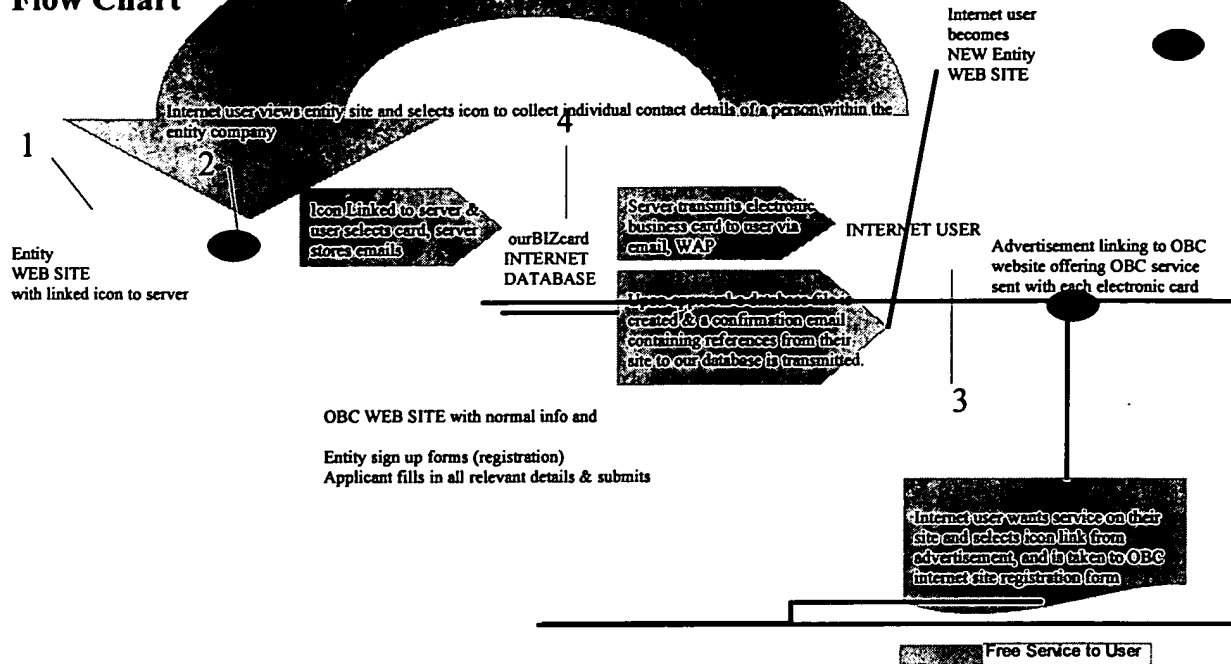 Flow Chart
Internet user
becomes
NEW Entity
WEB SITE
Internet user views entity site and selects icon to collect individual contact details of a person within the
entity company
1
2
4
Icon Linked to server &
user selects card, server
stores emails
ourBIZcard
INTERNET
DATABASE
Server transmits electronic
business card to user via
email, WAP
INTERNET USER
Entity
WEB SITE
with linked icon to server
Advertisement linking to OBC
website offering OBC service
sent with each electronic card
created & a confirmation email
containing references from their
site to our database is transmitted.
3
OBC WEB SITE with normal info and
Entity sign up forms (registration)
Applicant fills in all relevant details & submits
Internet user wants service on their
site and selects icon link from
advertisement, and is taken to OBC
internet site registration form
Free Service to User